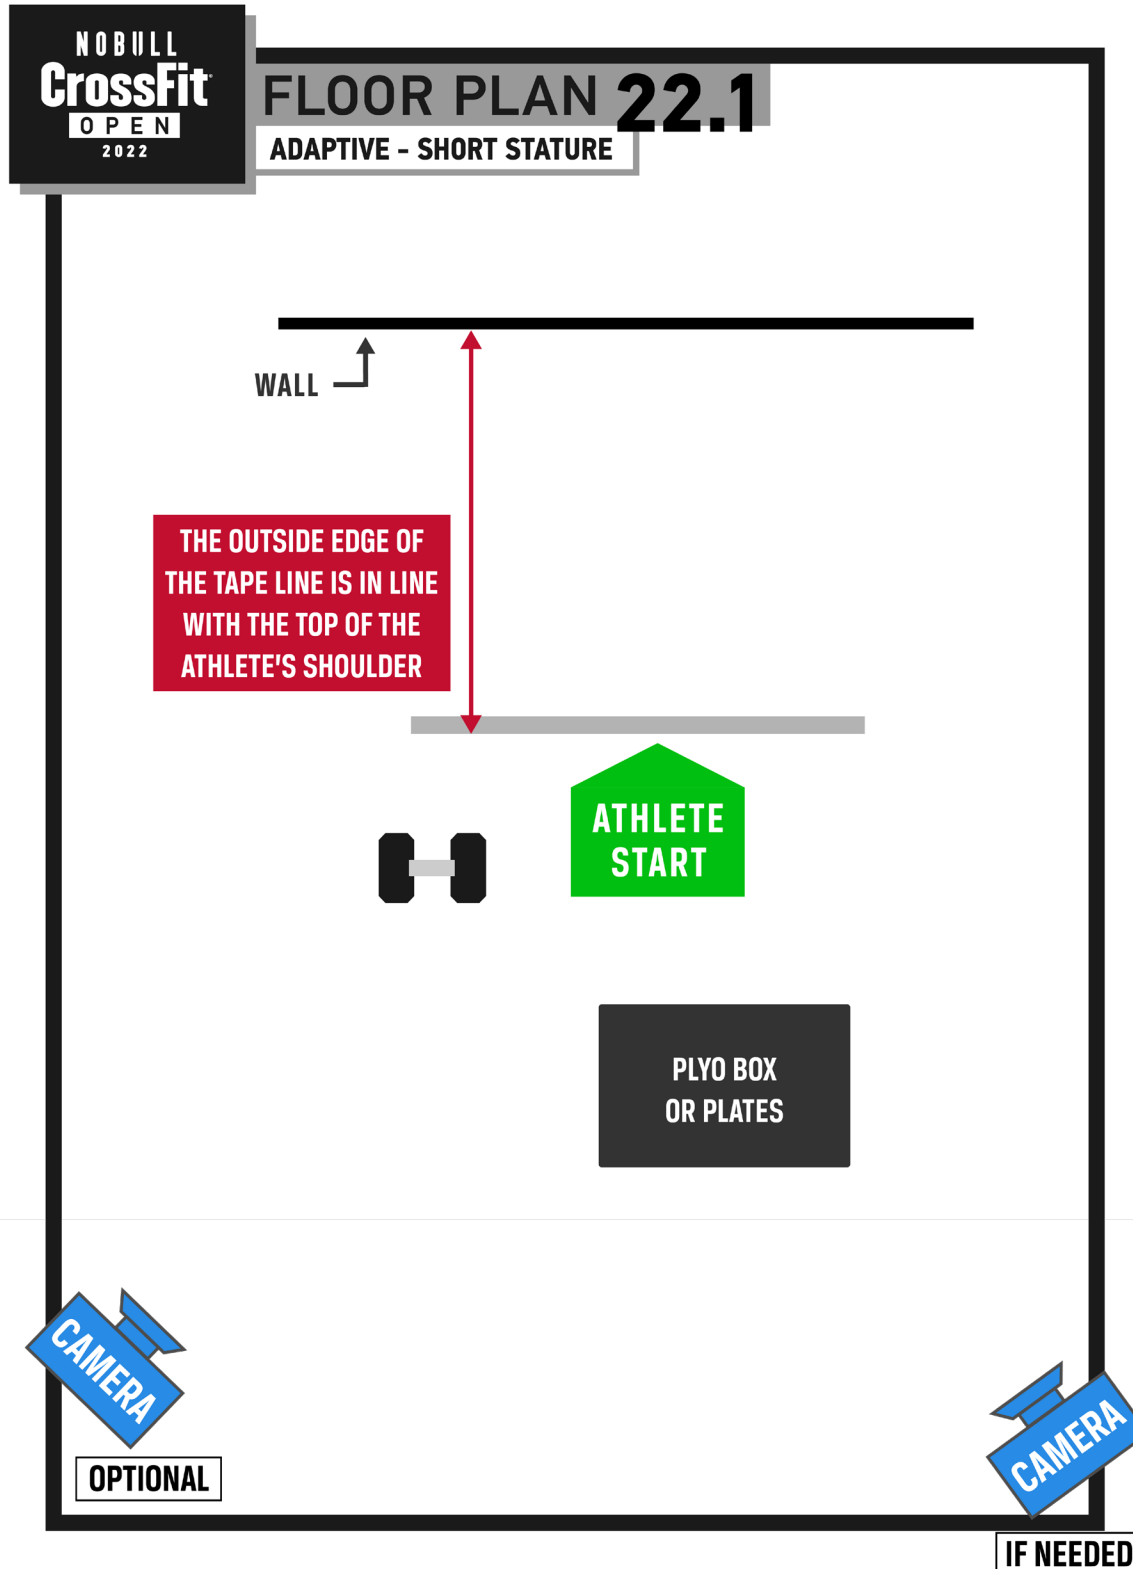 NOBULL
CrossFit
OPEN
2022
FLOOR PLAN 22.1
ADAPTIVE - SHORT STATURE
WALL
THE OUTSIDE EDGE OF
THE TAPE LINE IS IN LINE
WITH THE TOP OF THE
ATHLETE'S SHOULDER
ATHLETE
START
PLYO BOX
OR PLATES
CAMERA
OPTIONAL
CAMERA
IF NEEDED